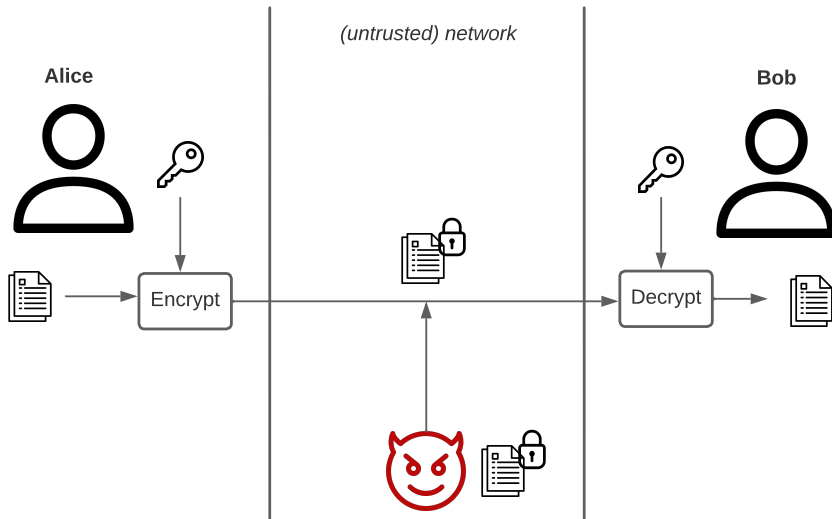 (untrusted) network
Alice
Bob
Encrypt
Decrypt